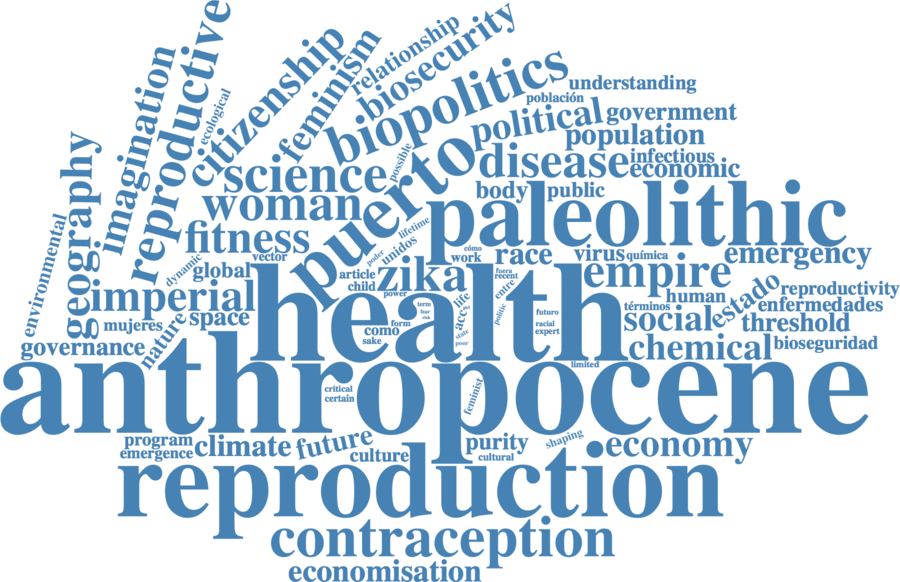 reproductive
imagination
ecological
citizenship
feminism
relationship
biosecurity
biopolitics
understanding
población
political
government
population
possible
puerto
disease
infectious
economic
science
body
public
woman
paleolithic
geography
environmental
fitness
lifetime
unidos
poder
cómo
work
race
virus
química
emergency
vector
dynamic
global
article
child
zika
power
fuera
recent
entre
empire
human
estado
reproductivity
enfermedades
imperial
space
mujeres
nature
governance
health
term
fear
risk
form
como
sake
life
acc
state
poor
politic
futuro
racial
expert
términos
social
threshold
chemical
bioseguridad
limited
anthropocene
critical
certain
feminist
program
emergence
climate
future
culture
purity
cultural
shaping
economy
reproduction
contraception
economisation